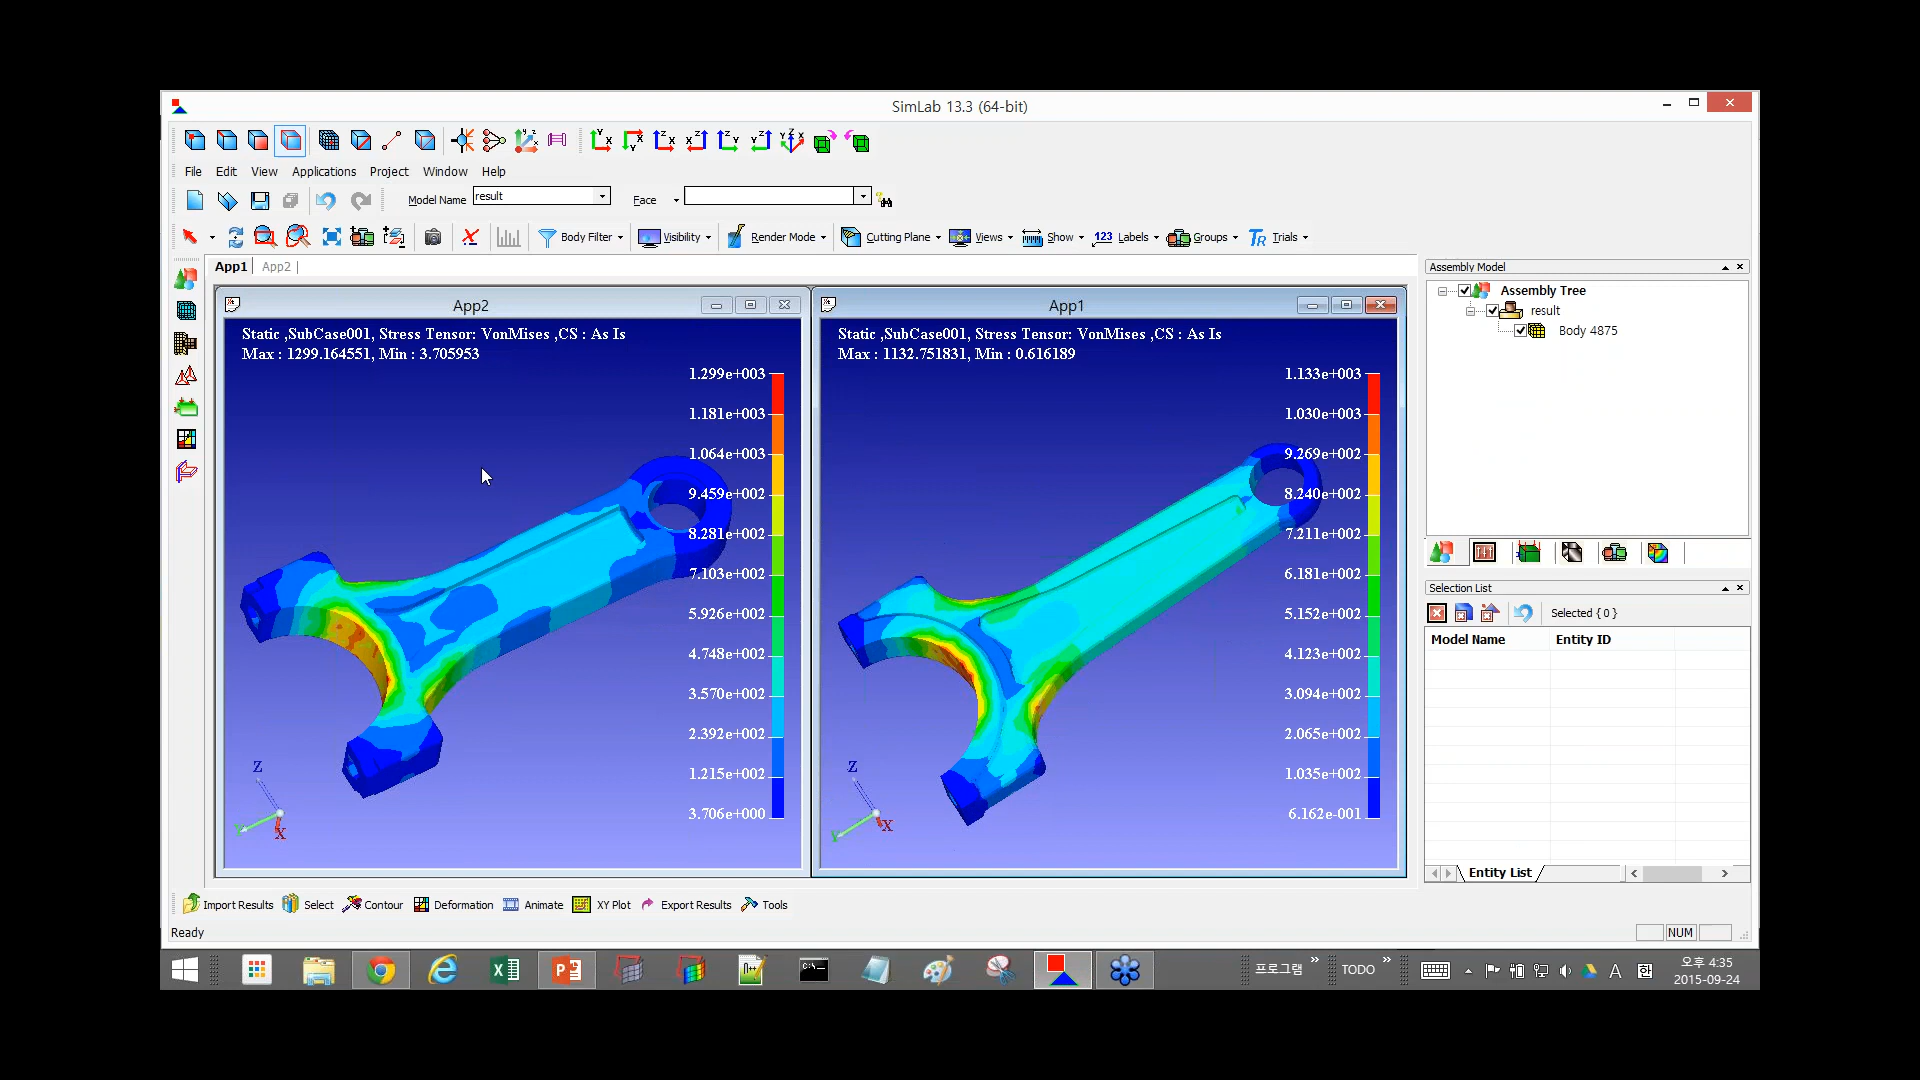 SimLab 13.3 (64-bit)
File Edit View Applications Project Window Help
Model Name result Face
Body Filter Visibility Render Mode Cutting Plane Views Show 123 Labels Groups TR Trials
App1 App2
App2
Static ,SubCase001, Stress Tensor: VonMises ,CS : As Is
Max : 1299.164551, Min : 3.705953
1.299e+003
1.181e+003
1.064e+003
9.459e+002
8.281e+002
7.103e+002
5.926e+002
4.748e+002
3.570e+002
2.392e+002
1.215e+002
3.706e+000
Z
Y
X
App1
Static ,SubCase001, Stress Tensor: VonMises ,CS : As Is
Max : 1132.751831, Min : 0.616189
1.133e+003
1.030e+003
9.269e+002
8.240e+002
7.211e+002
6.181e+002
5.152e+002
4.123e+002
3.094e+002
2.065e+002
1.035e+002
6.162e-001
Z
Y
X
Assembly Model
Assembly Tree
result
Body 4875
Selection List
Selected { 0 }
Model Name Entity ID
Entity List
Import Results Select Contour Deformation Animate XY Plot Export Results Tools
Ready
NUM
프로그램 TODO A 한
오후 4:35
2015-09-24